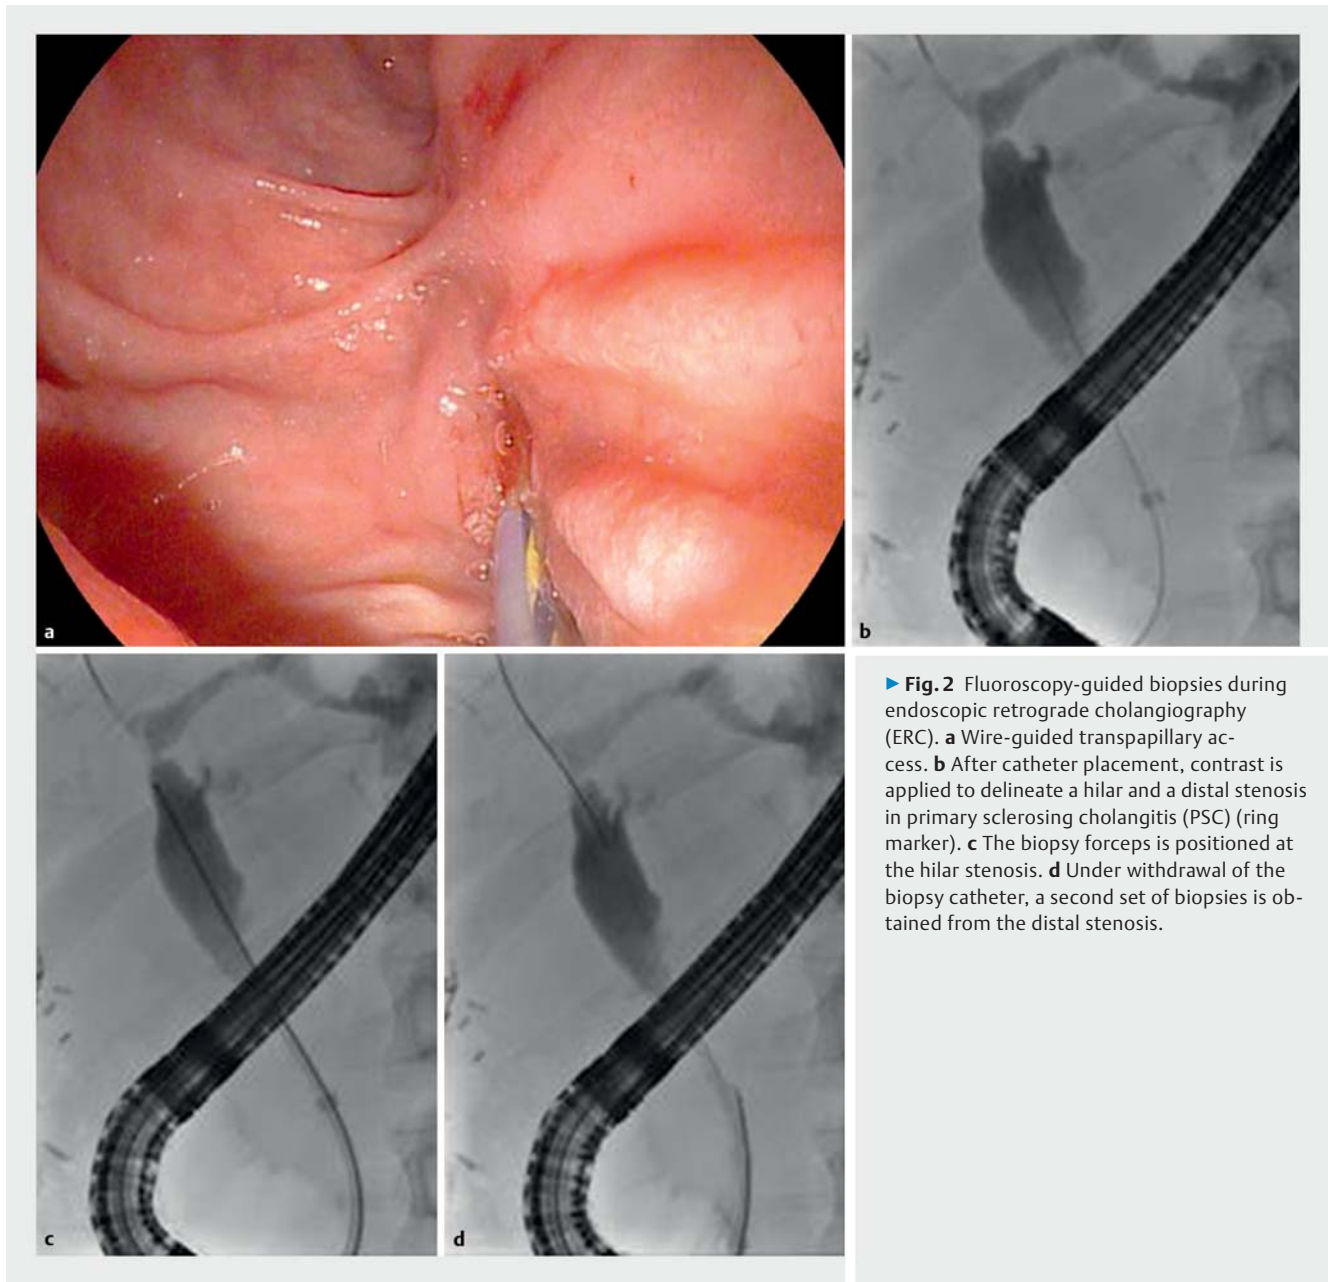 a
b
c
d
▶ Fig. 2 Fluoroscopy-guided biopsies during
endoscopic retrograde cholangiography
(ERC). a Wire-guided transpapillary ac-
cess. b After catheter placement, contrast is
applied to delineate a hilar and a distal stenosis
in primary sclerosing cholangitis (PSC) (ring
marker). c The biopsy forceps is positioned at
the hilar stenosis. d Under withdrawal of the
biopsy catheter, a second set of biopsies is ob-
tained from the distal stenosis.